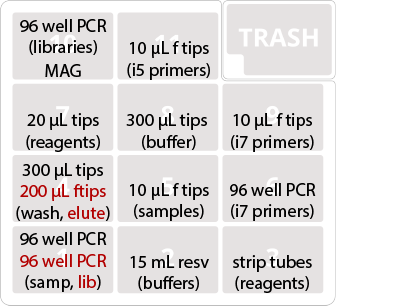 96 well PCR
(libraries)
MAG
10
10 µL f tips
(i5 primers)
11
TRASH
20 µL tips
(reagents)
7
300 µL tips
(buffer)
8
10 µL f tips
(i7 primers)
9
300 µL tips
200 µL ftips
(wash, elute)
4
10 µL f tips
(samples)
5
96 well PCR
(i7 primers)
6
96 well PCR
96 well PCR
(samp, lib)
1
15 mL resv
(buffers)
2
strip tubes
(reagents)
3